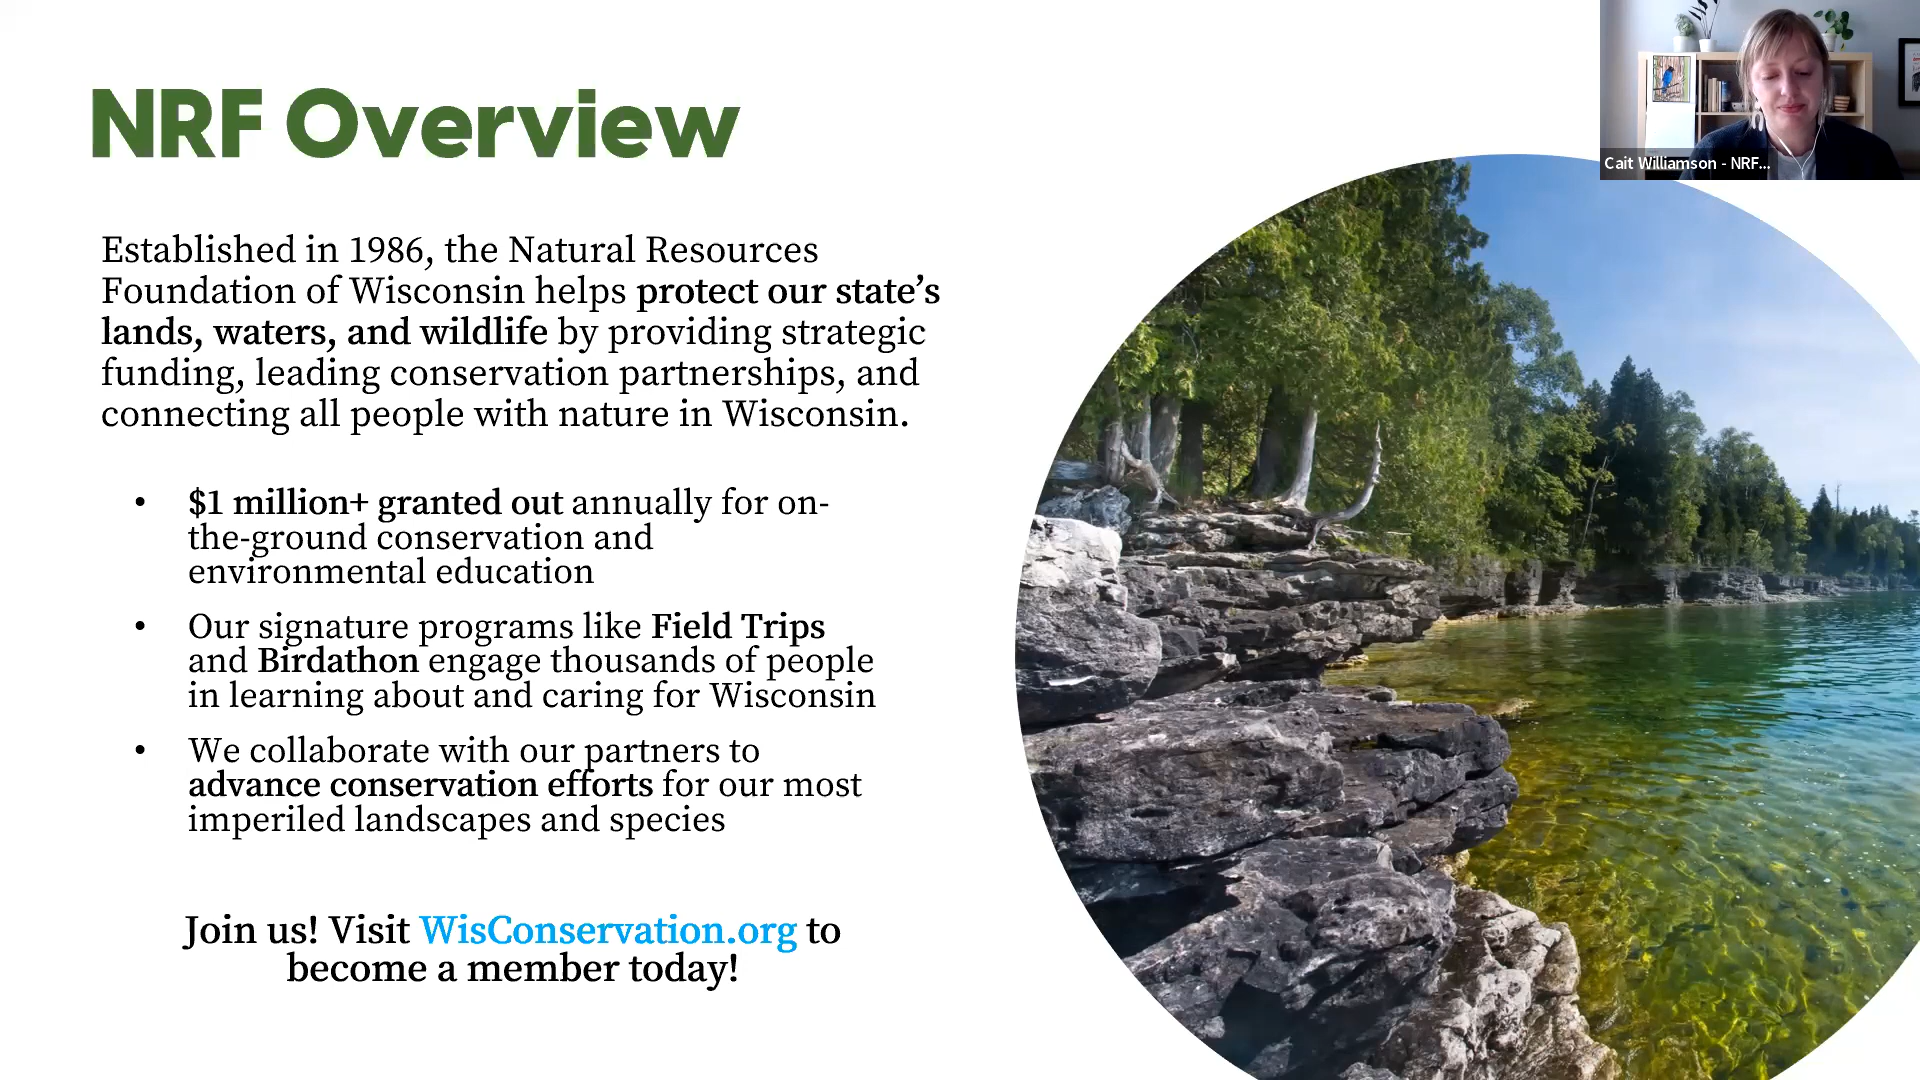 NRF Overview
Cait Williamson - NRF...
Established in 1986, the Natural Resources
Foundation of Wisconsin helps protect our state’s
lands, waters, and wildlife by providing strategic
funding, leading conservation partnerships, and
connecting all people with nature in Wisconsin.
• $1 million+ granted out annually for on-
the-ground conservation and
environmental education
• Our signature programs like Field Trips
and Birdathon engage thousands of people
in learning about and caring for Wisconsin
• We collaborate with our partners to
advance conservation efforts for our most
imperiled landscapes and species
Join us! Visit WisConservation.org to
become a member today!